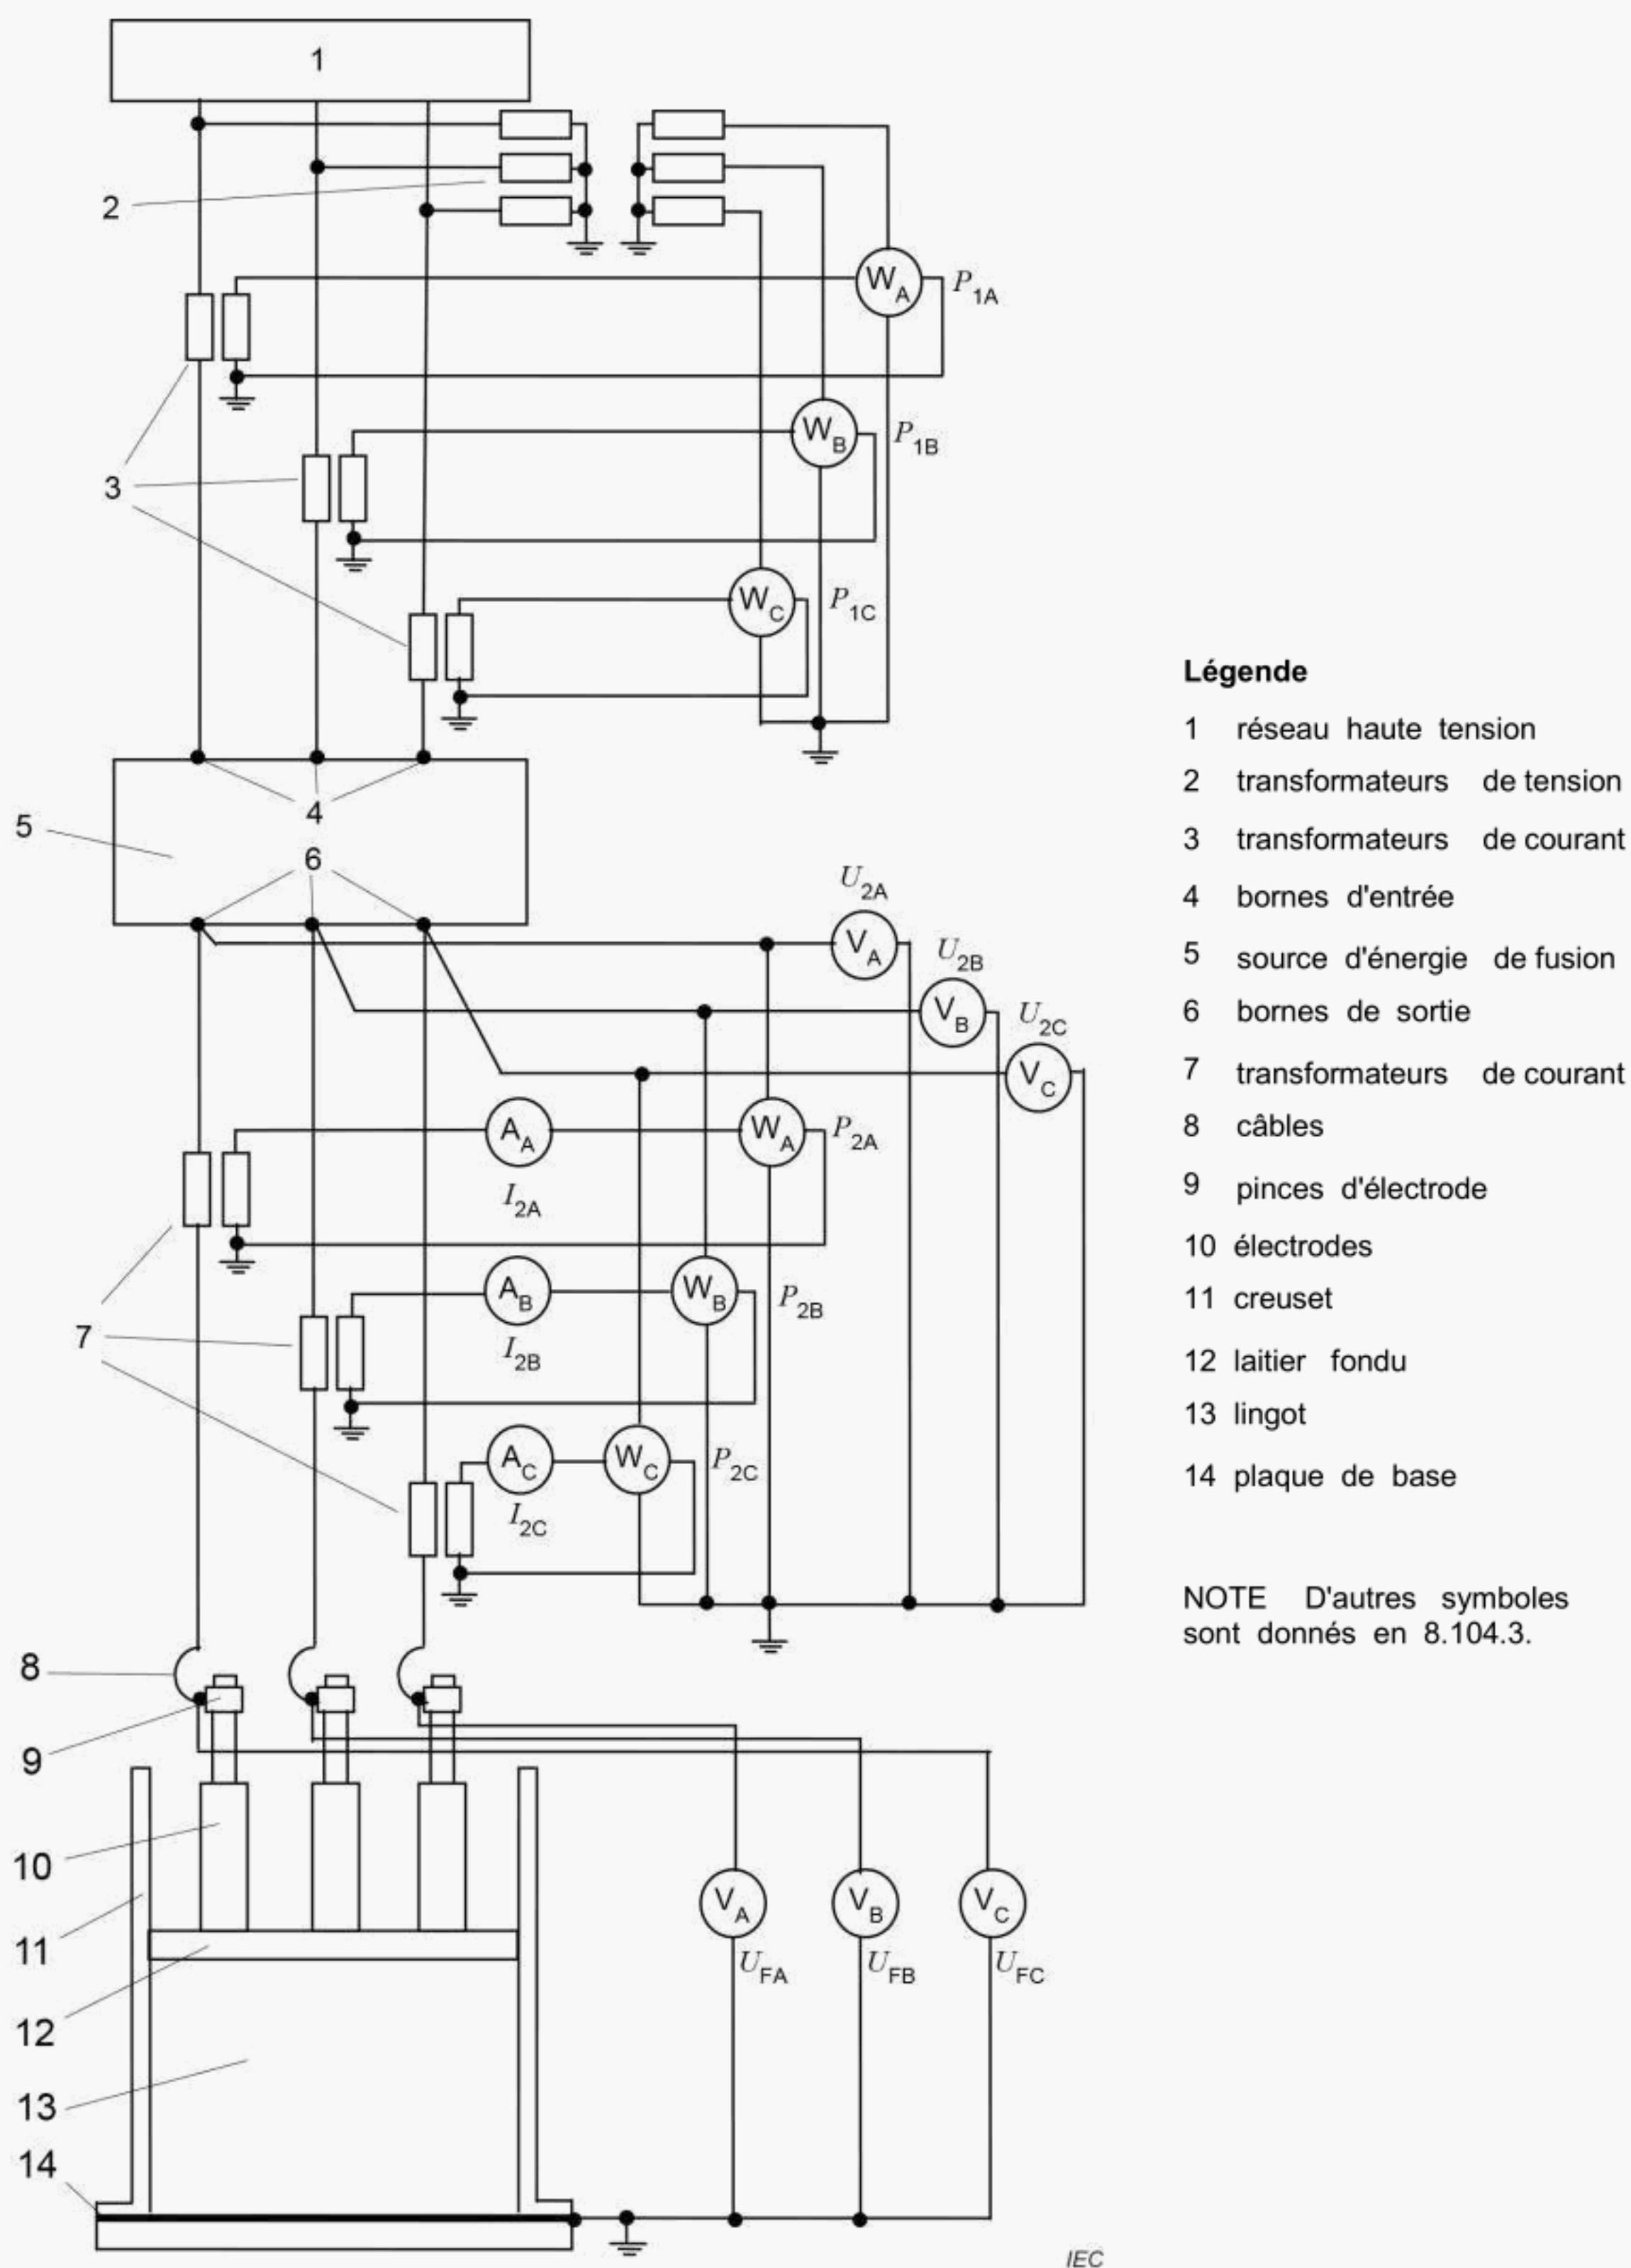 1
2
W_A P_1A
W_B P_1B
3
W_C P_1C
4
5
6
U_2A
V_A U_2B
V_B U_2C
V_C
A_A W_A P_2A
I_2A
A_B W_B P_2B
7
I_2B
A_C W_C P_2C
I_2C
8
9
10
V_A V_B V_C
11
U_FA U_FB U_FC
12
13
14
IEC
Légende
1 réseau haute tension
2 transformateurs de tension
3 transformateurs de courant
4 bornes d'entrée
5 source d'énergie de fusion
6 bornes de sortie
7 transformateurs de courant
8 câbles
9 pinces d'électrode
10 électrodes
11 creuset
12 laitier fondu
13 lingot
14 plaque de base
NOTE D'autres symboles
sont donnés en 8.104.3.